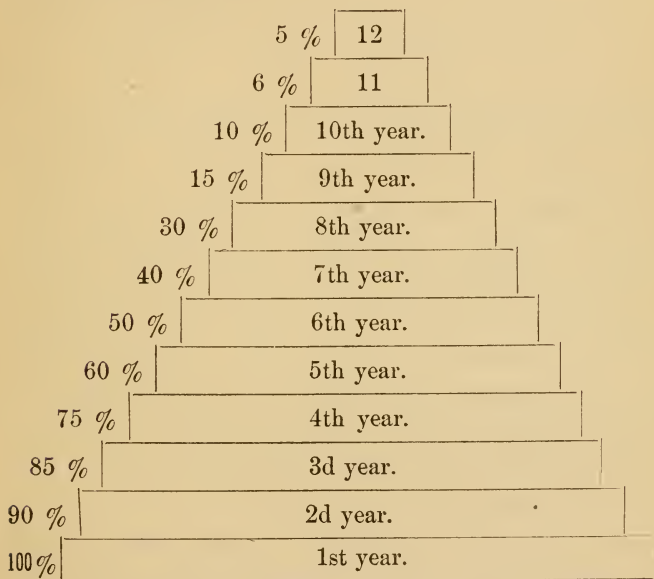 5 % 12
6 % 11
10 % 10th year.
15 % 9th year.
30 % 8th year.
40 % 7th year.
50 % 6th year.
60 % 5th year.
75 % 4th year.
85 % 3d year.
90 % 2d year.
100% 1st year.